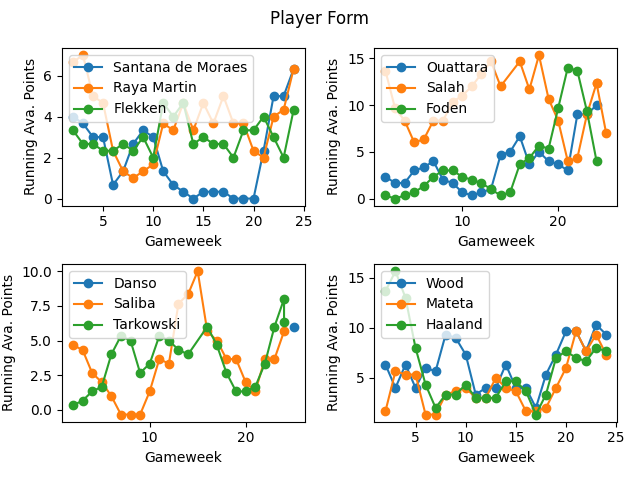 Player Form
Running Ava. Points
6
4
2
0
5
10
15
20
25
Gameweek
Santana de Moraes
Raya Martin
Flekken
Running Ava. Points
15
10
5
0
10
20
Gameweek
Ouattara
Salah
Foden
Running Ava. Points
10.0
7.5
5.0
2.5
0.0
10
20
Gameweek
Danso
Saliba
Tarkowski
Running Ava. Points
15
10
5
5
10
15
20
25
Gameweek
Wood
Mateta
Haaland